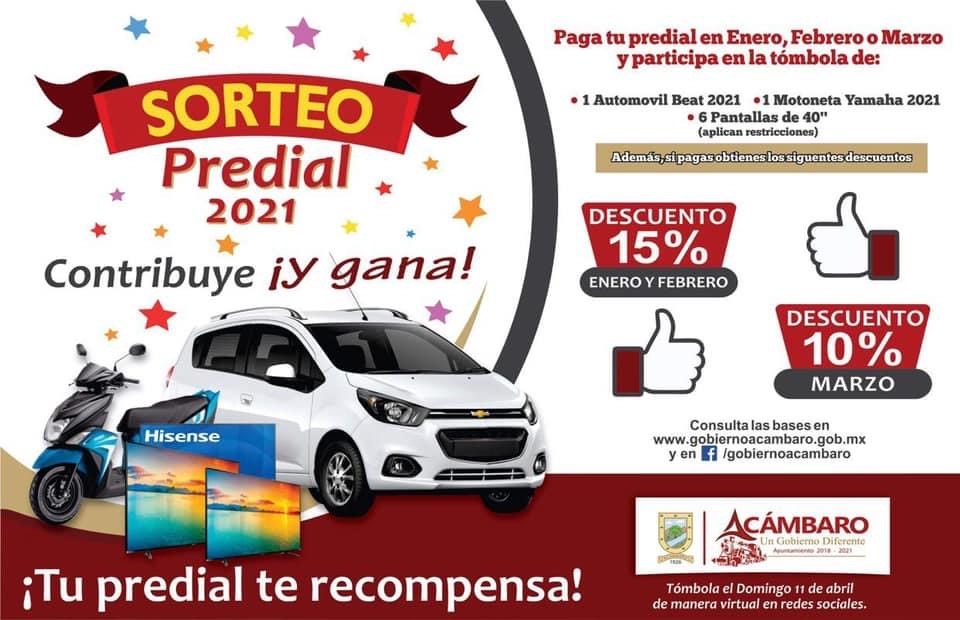 SORTEO
Predial
2021
Contribuye ¡y gana!
Hisense
¡Tu predial te recompensa!
Paga tu predial en Enero, Febrero o Marzo
y participa en la tómbola de:
• 1 Automovil Beat 2021 • 1 Motoneta Yamaha 2021
• 6 Pantallas de 40"
(aplican restricciones)
Además, si pagas obtienes los siguentes descuentos
DESCUENTO
15%
ENERO Y FEBRERO
DESCUENTO
10%
MARZO
Consulta las bases en
www.gobiernoacambaro.gob.mx
y en f /gobiernoacambaro
1526
ACÁMBARO
Un Gobierno Diferente
Ayuntamiento 2018 - 2021
Tómbola el Domingo 11 de abril
de manera virtual en redes sociales.